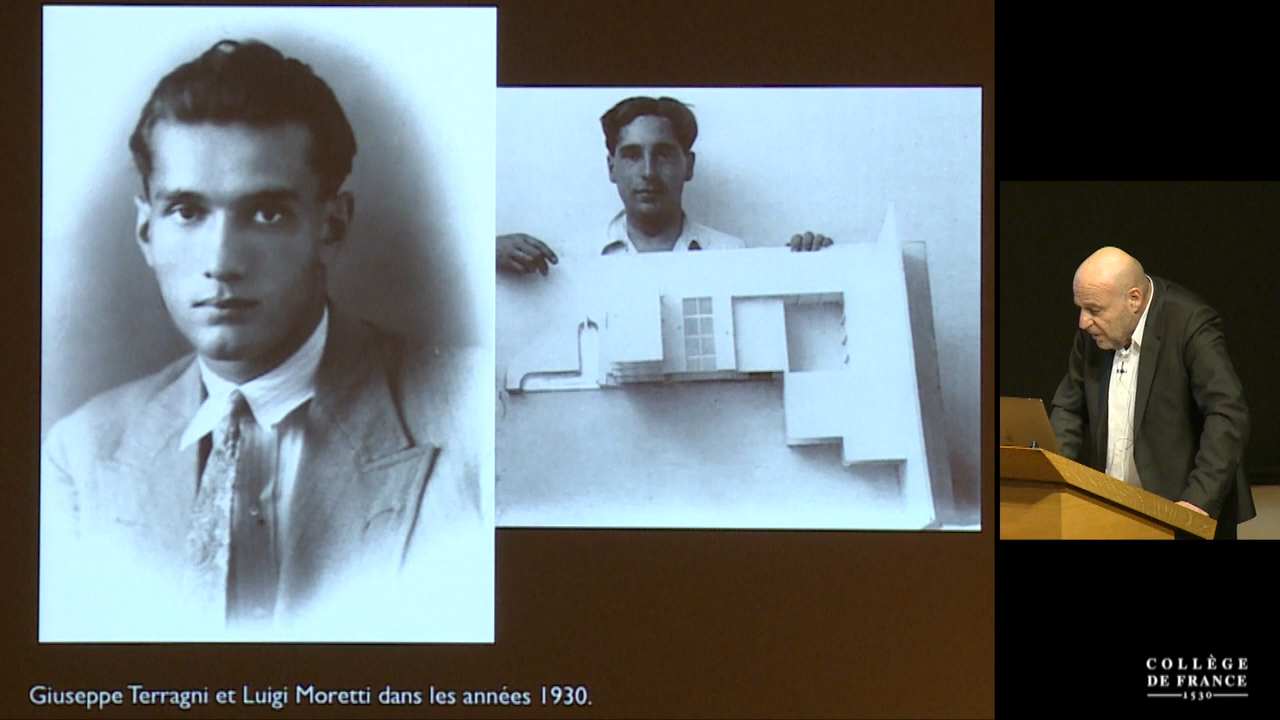 Giuseppe Terragni et Luigi Moretti dans les années 1930.
COLLÈGE
DE FRANCE
1530